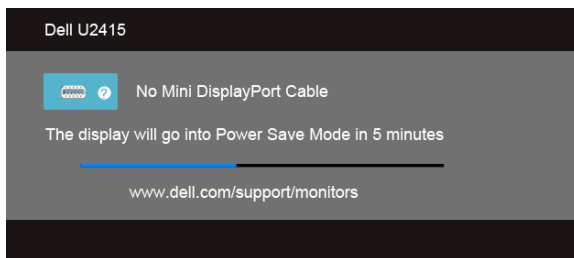 Dell U2415
?
No Mini DisplayPort Cable
The display will go into Power Save Mode in 5 minutes
www.dell.com/support/monitors